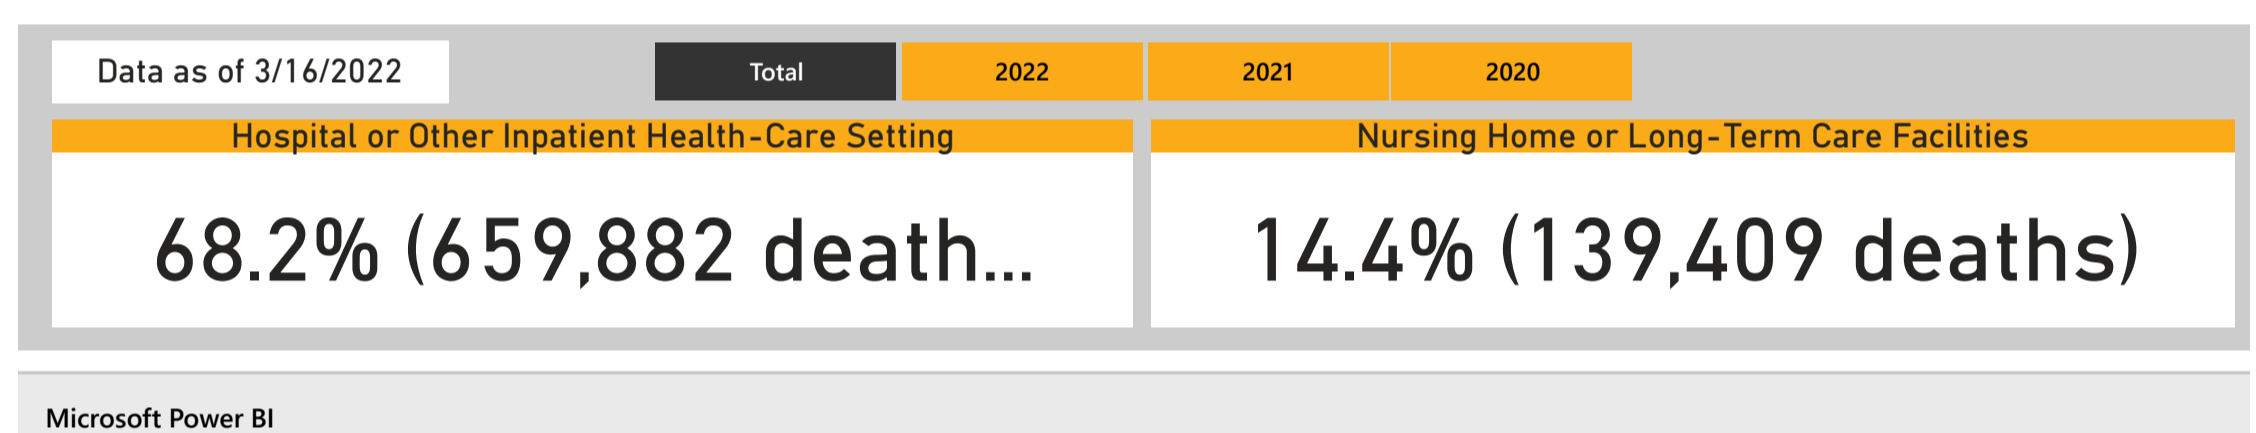 Data as of 3/16/2022
Total
2022
2021
2020
Hospital or Other Inpatient Health-Care Setting
Nursing Home or Long-Term Care Facilities
68.2% (659,882 death...
14.4% (139,409 deaths)
Microsoft Power BI